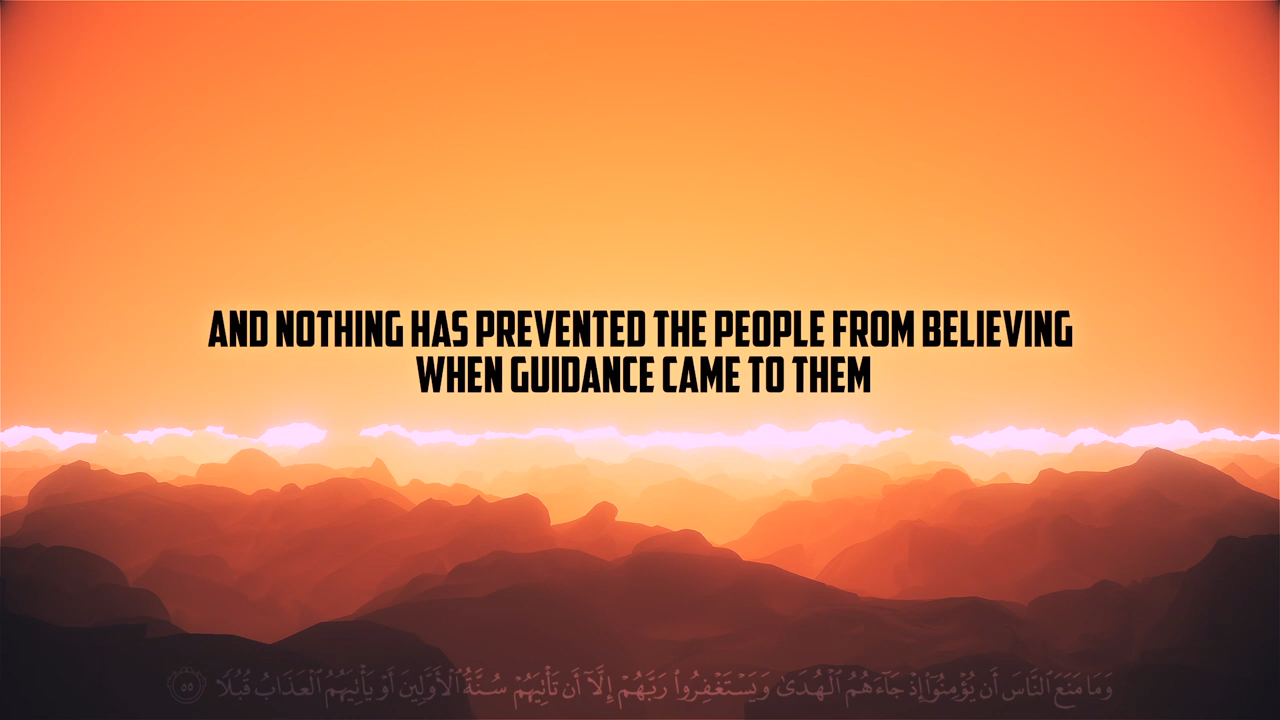 AND NOTHING HAS PREVENTED THE PEOPLE FROM BELIEVING
WHEN GUIDANCE CAME TO THEM
وَمَا مَنَعَ ٱلنَّاسَ أَن يُؤْمِنُوٓا۟ إِذْ جَآءَهُمُ ٱلْهُدَىٰ وَيَسْتَغْفِرُوا۟ رَبَّهُمْ إِلَّآ أَن تَأْتِيَهُمْ سُنَّةُ ٱلْأَوَّلِينَ أَوْ يَأْتِيَهُمُ ٱلْعَذَابُ قُبُلًا ٥٥